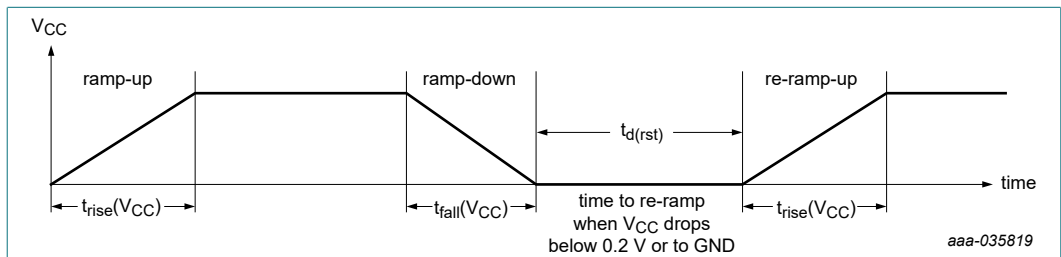 VCC
ramp-up
ramp-down
re-ramp-up
td(rst)
time
trise(VCC)
tfall(VCC)
time to re-ramp
when VCC drops
below 0.2 V or to GND
trise(VCC)
aaa-035819